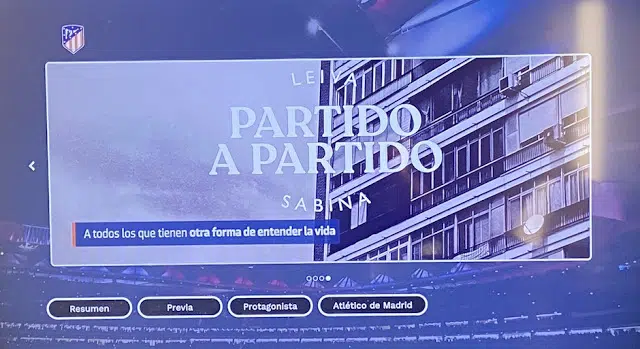 LEIVA
PARTIDO
A PARTIDO
SABINA
A todos los que tienen otra forma de entender la vida
Resumen
Previa
Protagonista
Atlético de Madrid